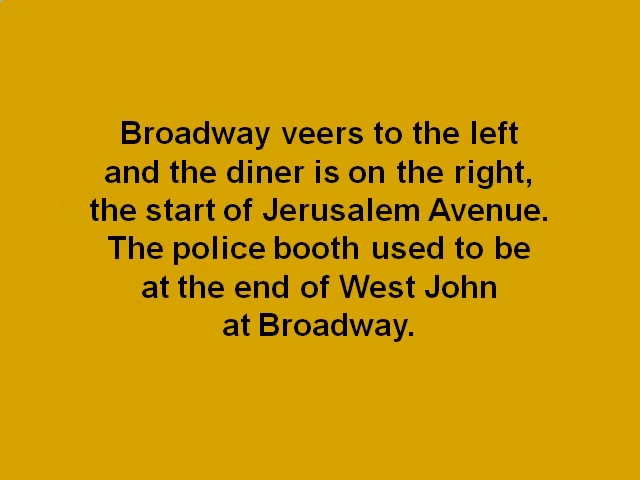 Broadway veers to the left
and the diner is on the right,
the start of Jerusalem Avenue.
The police booth used to be
at the end of West John
at Broadway.